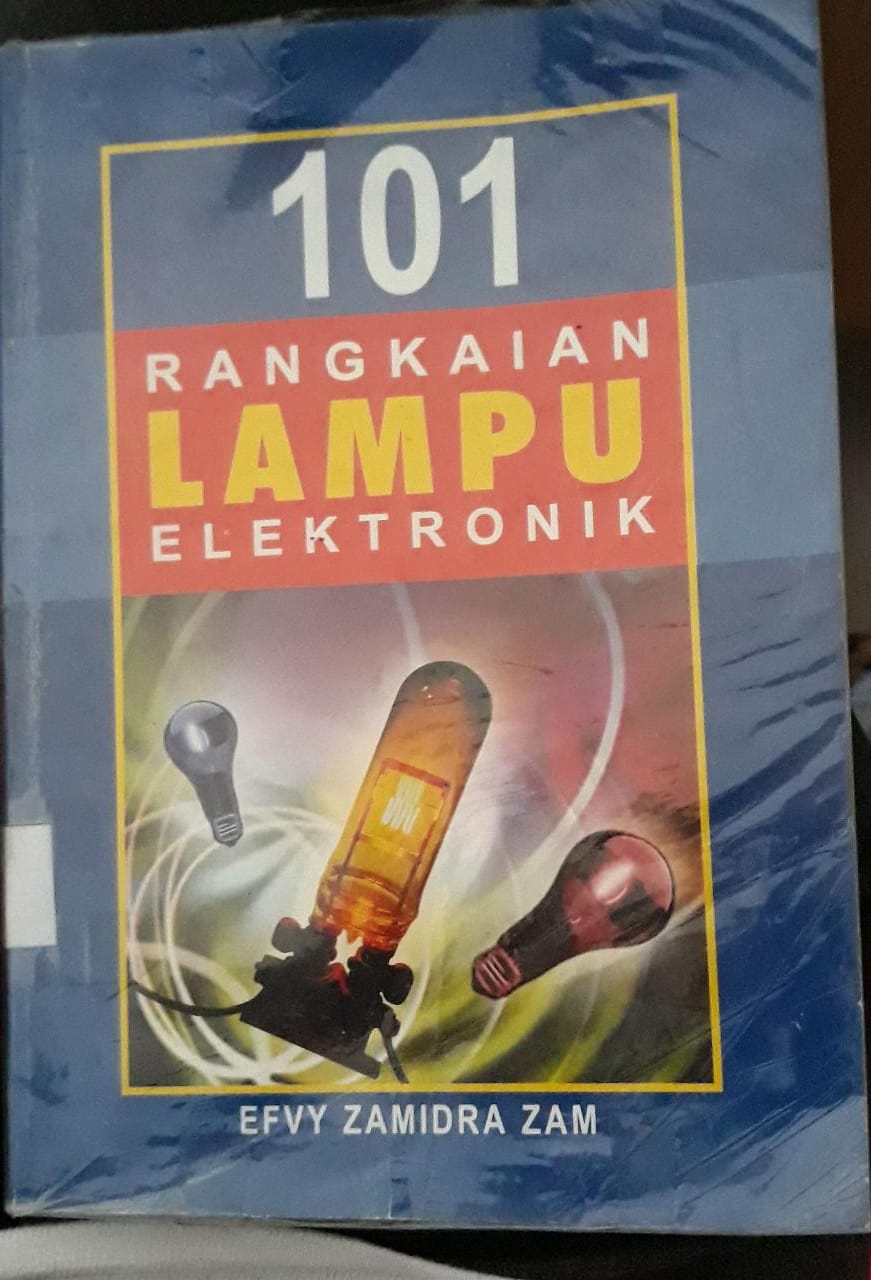 101
RANGKAIAN
LAMPU
ELEKTRONIK
EFVY ZAMIDRA ZAM